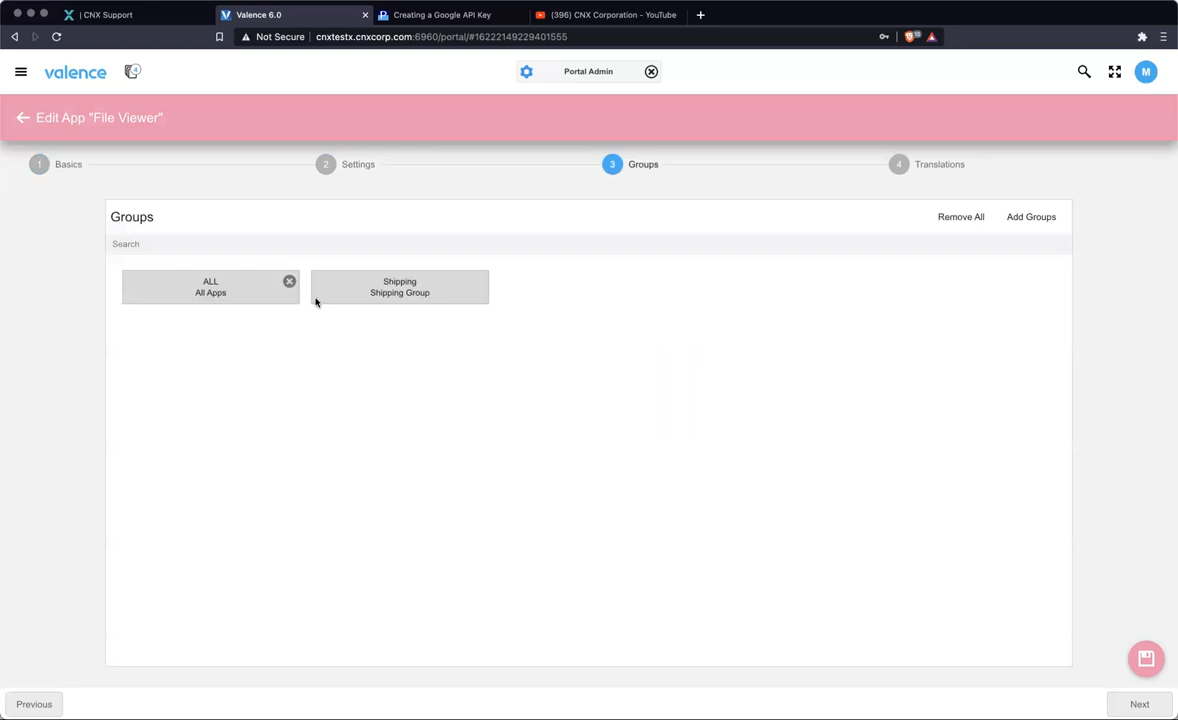 | CNX Support
Valence 6.0
Creating a Google API Key
(396) CNX Corporation - YouTube
Not Secure
cnxtestx.cnxcorp.com:6960/portal/#16222149229401555
10
valence
4
Portal Admin
M
Edit App "File Viewer"
1 Basics
2 Settings
3 Groups
4 Translations
Groups
Remove All
Add Groups
Search
ALL
All Apps
Shipping
Shipping Group
Previous
Next